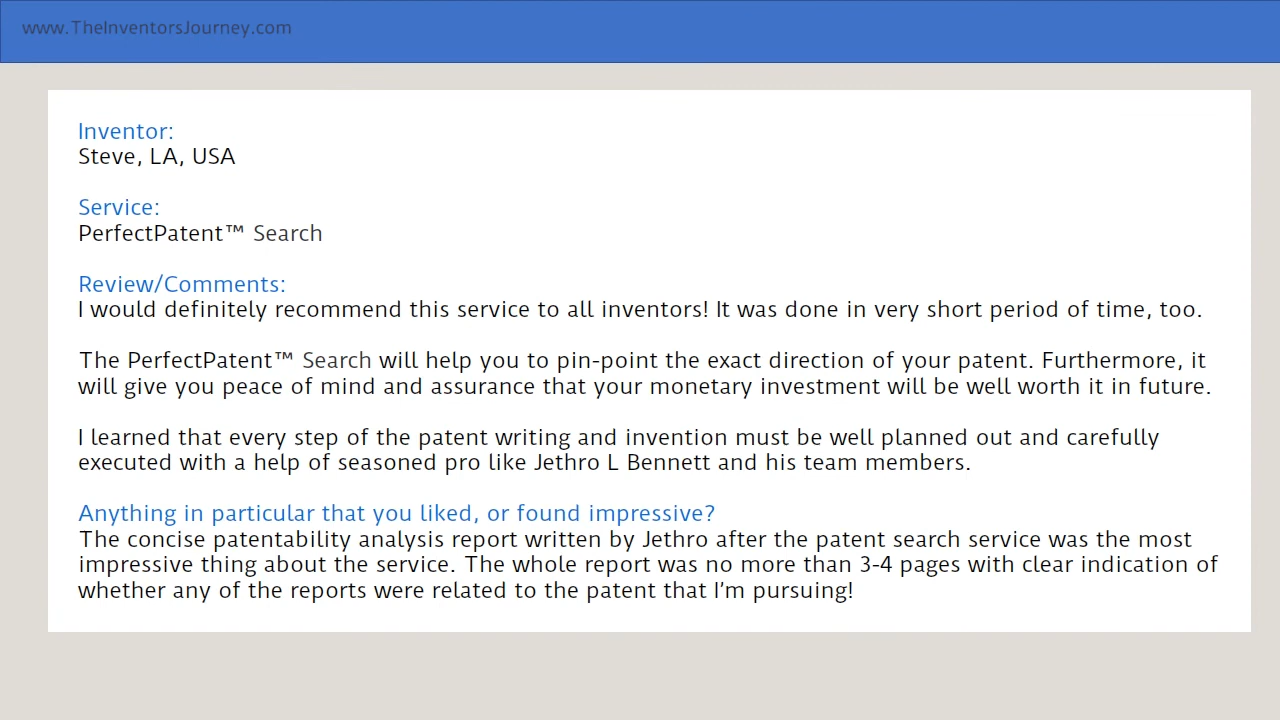 www.TheInventorsJourney.com
Inventor:
Steve, LA, USA
Service:
PerfectPatent™ Search
Review/Comments:
I would definitely recommend this service to all inventors! It was done in very short period of time, too.
The PerfectPatent™ Search will help you to pin-point the exact direction of your patent. Furthermore, it
will give you peace of mind and assurance that your monetary investment will be well worth it in future.
I learned that every step of the patent writing and invention must be well planned out and carefully
executed with a help of seasoned pro like Jethro L Bennett and his team members.
Anything in particular that you liked, or found impressive?
The concise patentability analysis report written by Jethro after the patent search service was the most
impressive thing about the service. The whole report was no more than 3-4 pages with clear indication of
whether any of the reports were related to the patent that I’m pursuing!